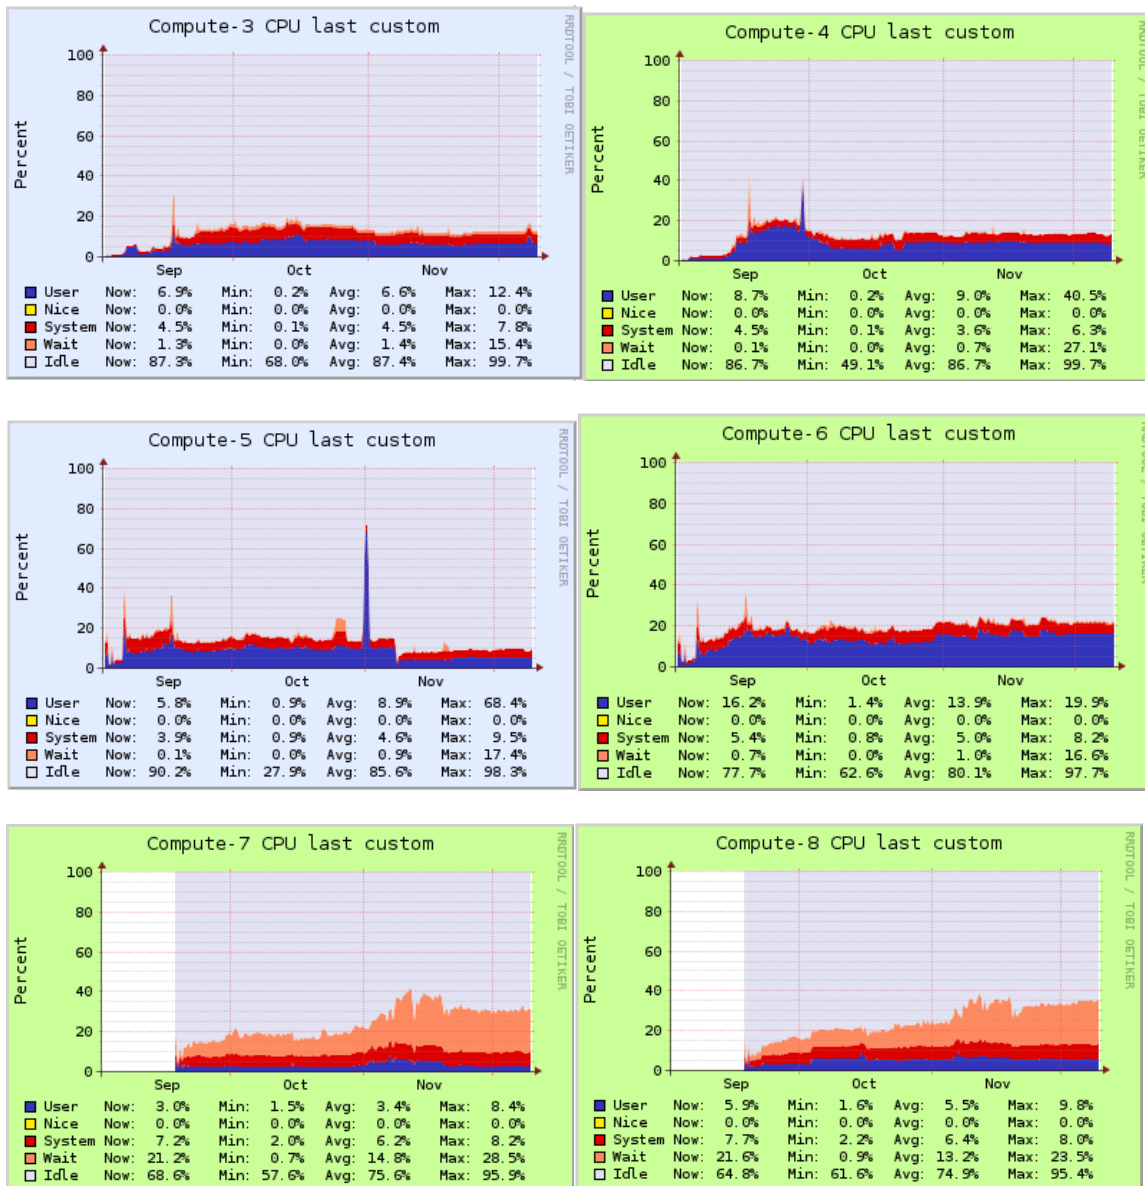 Compute-3 CPU last custom
RRDTOOL / TOBI OETIKER
Percent
100
80
60
40
20
0
Sep Oct Nov
User Now: 6.9% Min: 0.2% Avg: 6.6% Max: 12.4%
Nice Now: 0.0% Min: 0.0% Avg: 0.0% Max: 0.0%
System Now: 4.5% Min: 0.1% Avg: 4.5% Max: 7.8%
Wait Now: 1.3% Min: 0.0% Avg: 1.4% Max: 15.4%
Idle Now: 87.3% Min: 68.0% Avg: 87.4% Max: 99.7%
Compute-4 CPU last custom
RRDTOOL / TOBI OETIKER
Percent
100
80
60
40
20
0
Sep Oct Nov
User Now: 8.7% Min: 0.2% Avg: 9.0% Max: 40.5%
Nice Now: 0.0% Min: 0.0% Avg: 0.0% Max: 0.0%
System Now: 4.5% Min: 0.1% Avg: 3.6% Max: 6.3%
Wait Now: 0.1% Min: 0.0% Avg: 0.7% Max: 27.1%
Idle Now: 86.7% Min: 49.1% Avg: 86.7% Max: 99.7%
Compute-5 CPU last custom
RRDTOOL / TOBI OETIKER
Percent
100
80
60
40
20
0
Sep Oct Nov
User Now: 5.8% Min: 0.9% Avg: 8.9% Max: 68.4%
Nice Now: 0.0% Min: 0.0% Avg: 0.0% Max: 0.0%
System Now: 3.9% Min: 0.9% Avg: 4.6% Max: 9.5%
Wait Now: 0.1% Min: 0.0% Avg: 0.9% Max: 17.4%
Idle Now: 90.2% Min: 27.9% Avg: 85.6% Max: 98.3%
Compute-6 CPU last custom
RRDTOOL / TOBI OETIKER
Percent
100
80
60
40
20
0
Sep Oct Nov
User Now: 16.2% Min: 1.4% Avg: 13.9% Max: 19.9%
Nice Now: 0.0% Min: 0.0% Avg: 0.0% Max: 0.0%
System Now: 5.4% Min: 0.8% Avg: 5.0% Max: 8.2%
Wait Now: 0.7% Min: 0.0% Avg: 1.0% Max: 16.6%
Idle Now: 77.7% Min: 62.6% Avg: 80.1% Max: 97.7%
Compute-7 CPU last custom
RRDTOOL / TOBI OETIKER
Percent
100
80
60
40
20
0
Sep Oct Nov
User Now: 3.0% Min: 1.5% Avg: 3.4% Max: 8.4%
Nice Now: 0.0% Min: 0.0% Avg: 0.0% Max: 0.0%
System Now: 7.2% Min: 2.0% Avg: 6.2% Max: 8.2%
Wait Now: 21.2% Min: 0.7% Avg: 14.8% Max: 28.5%
Idle Now: 68.6% Min: 57.6% Avg: 75.6% Max: 95.9%
Compute-8 CPU last custom
RRDTOOL / TOBI OETIKER
Percent
100
80
60
40
20
0
Sep Oct Nov
User Now: 5.9% Min: 1.6% Avg: 5.5% Max: 9.8%
Nice Now: 0.0% Min: 0.0% Avg: 0.0% Max: 0.0%
System Now: 7.7% Min: 2.2% Avg: 6.4% Max: 8.0%
Wait Now: 21.6% Min: 0.9% Avg: 13.2% Max: 23.5%
Idle Now: 64.8% Min: 61.6% Avg: 74.9% Max: 95.4%